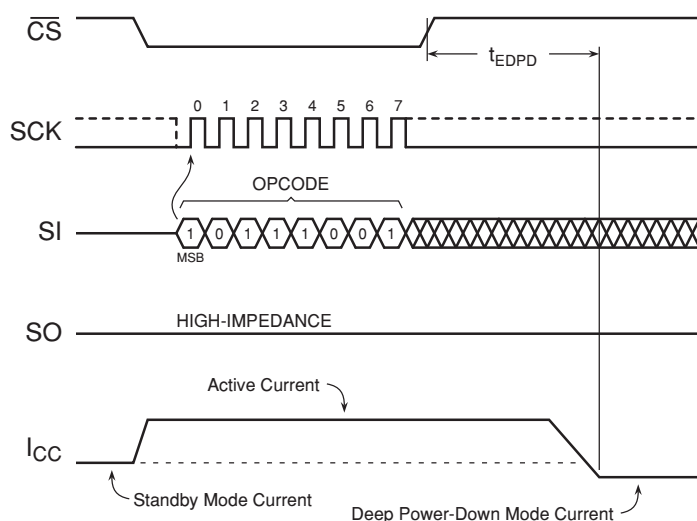 CS
tEDPD
0 1 2 3 4 5 6 7
SCK
OPCODE
SI
1 0 1 1 1 0 0 1
MSB
HIGH-IMPEDANCE
SO
Active Current
ICC
Standby Mode Current
Deep Power-Down Mode Current